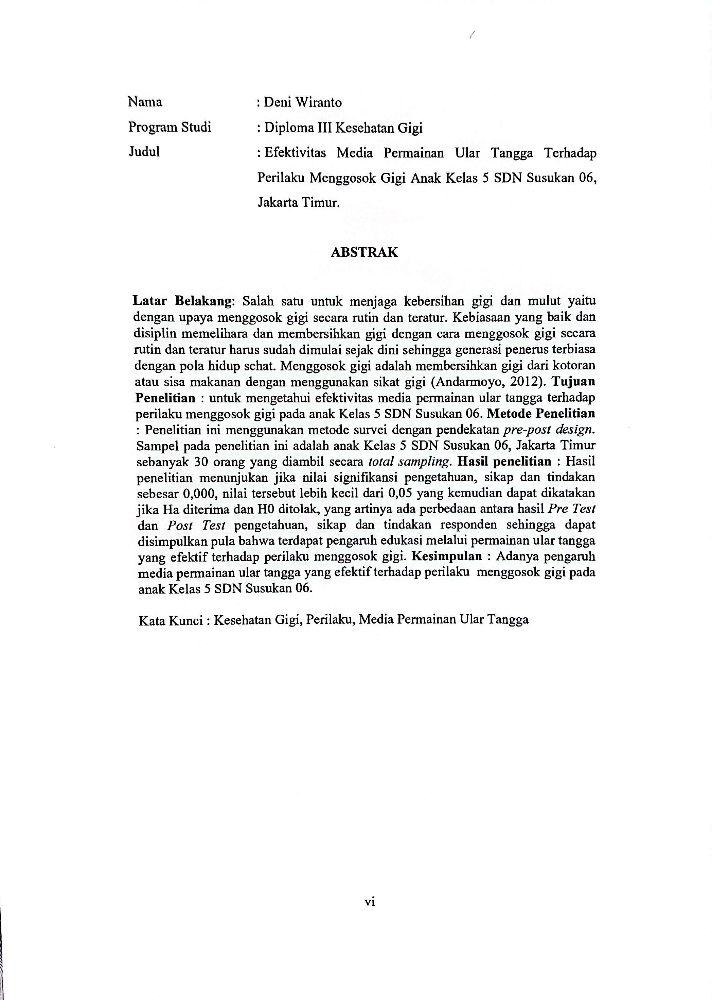 Nama : Deni Wiranto
Program Studi : Diploma III Kesehatan Gigi
Judul : Efektivitas Media Permainan Ular Tangga Terhadap
Perilaku Menggosok Gigi Anak Kelas 5 SDN Susukan 06,
Jakarta Timur.
ABSTRAK
Latar Belakang: Salah satu untuk menjaga kebersihan gigi dan mulut yaitu
dengan upaya menggosok gigi secara rutin dan teratur. Kebiasaan yang baik dan
disiplin memelihara dan membersihkan gigi dengan cara menggosok gigi secara
rutin dan teratur harus sudah dimulai sejak dini sehingga generasi penerus terbiasa
dengan pola hidup sehat. Menggosok gigi adalah membersihkan gigi dari kotoran
atau sisa makanan dengan menggunakan sikat gigi (Andarmoyo, 2012). Tujuan
Penelitian : untuk mengetahui efektivitas media permainan ular tangga terhadap
perilaku menggosok gigi pada anak Kelas 5 SDN Susukan 06. Metode Penelitian
: Penelitian ini menggunakan metode survei dengan pendekatan pre-post design.
Sampel pada penelitian ini adalah anak Kelas 5 SDN Susukan 06, Jakarta Timur
sebanyak 30 orang yang diambil secara total sampling. Hasil penelitian : Hasil
penelitian menunjukan jika nilai signifikansi pengetahuan, sikap dan tindakan
sebesar 0,000, nilai tersebut lebih kecil dari 0,05 yang kemudian dapat dikatakan
jika Ha diterima dan H0 ditolak, yang artinya ada perbedaan antara hasil Pre Test
dan Post Test pengetahuan, sikap dan tindakan responden sehingga dapat
disimpulkan pula bahwa terdapat pengaruh edukasi melalui permainan ular tangga
yang efektif terhadap perilaku menggosok gigi. Kesimpulan : Adanya pengaruh
media permainan ular tangga yang efektif terhadap perilaku menggosok gigi pada
anak Kelas 5 SDN Susukan 06.
Kata Kunci : Kesehatan Gigi, Perilaku, Media Permainan Ular Tangga
vi